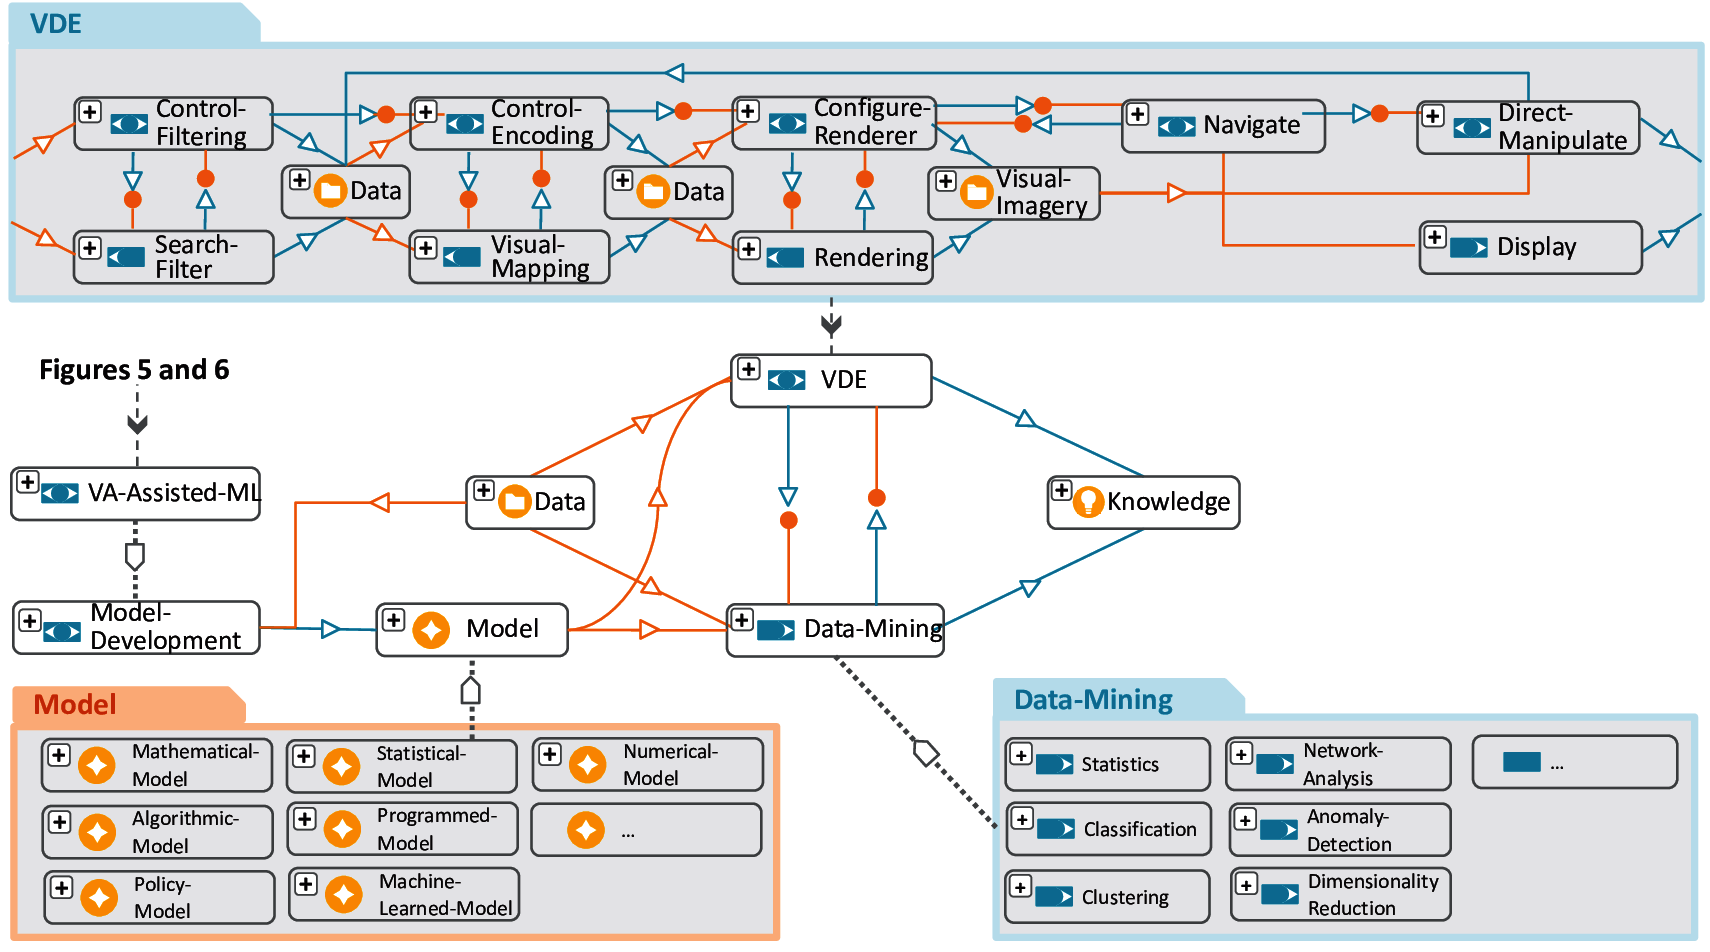 VDE
Control-
Filtering
Control-
Encoding
Configure-
Renderer
Navigate
Direct-
Manipulate
Data
Data
Visual-
Imagery
Search-
Filter
Visual-
Mapping
Rendering
Display
Figures 5 and 6
VDE
VA-Assisted-ML
Data
Knowledge
Model-
Development
Model
Data-Mining
Model
Mathematical-
Model
Statistical-
Model
Numerical-
Model
Algorithmic-
Model
Programmed-
Model
...
Policy-
Model
Machine-
Learned-Model
Data-Mining
Statistics
Network-
Analysis
...
Classification
Anomaly-
Detection
Clustering
Dimensionality
Reduction